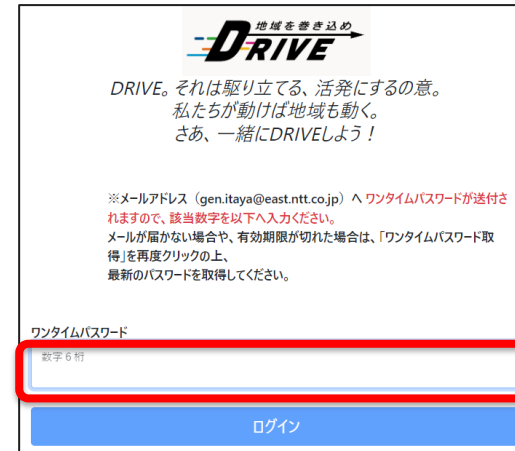 地域を巻き込め
DRIVE
DRIVE。それは駆り立てる、活発にするの意。
私たちが動けば地域も動く。
さあ、一緒にDRIVEしよう！
※メールアドレス（gen.itaya@east.ntt.co.jp）へ ワンタイムパスワードが送付さ
れますので、該当数字を以下へ入力ください。
メールが届かない場合や、有効期限が切れた場合は、「ワンタイムパスワード取
得」を再度クリックの上、
最新のパスワードを取得してください。
ワンタイムパスワード
数字６桁
ログイン